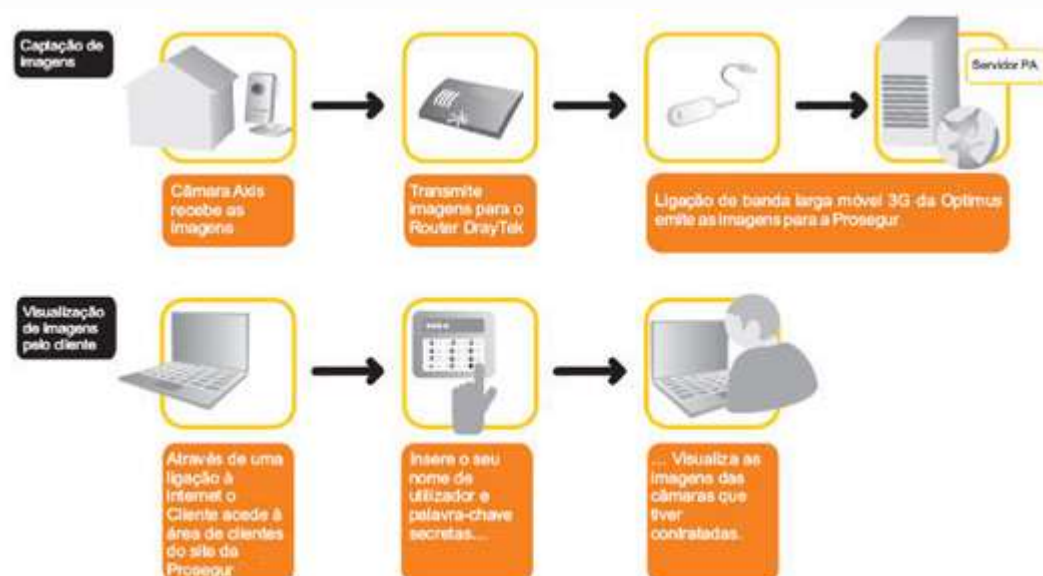 Captação de
Imagens
Servidor PA
Câmara Axis
recebe as
Imagens
Transmite
Imagens para o
Router DrayTek
Ligação de banda larga móvel 3G da Optimus
emite as imagens para a Prosegur
Visualização
de Imagens
pelo cliente
Através de uma
ligação à
internet o
Cliente acede à
área de clientes
do site da
Prosegur
Insere o seu
nome de
utilizador e
palavra-chave
secretas...
... Visualiza as
imagens das
câmaras que
tiver
contratadas.